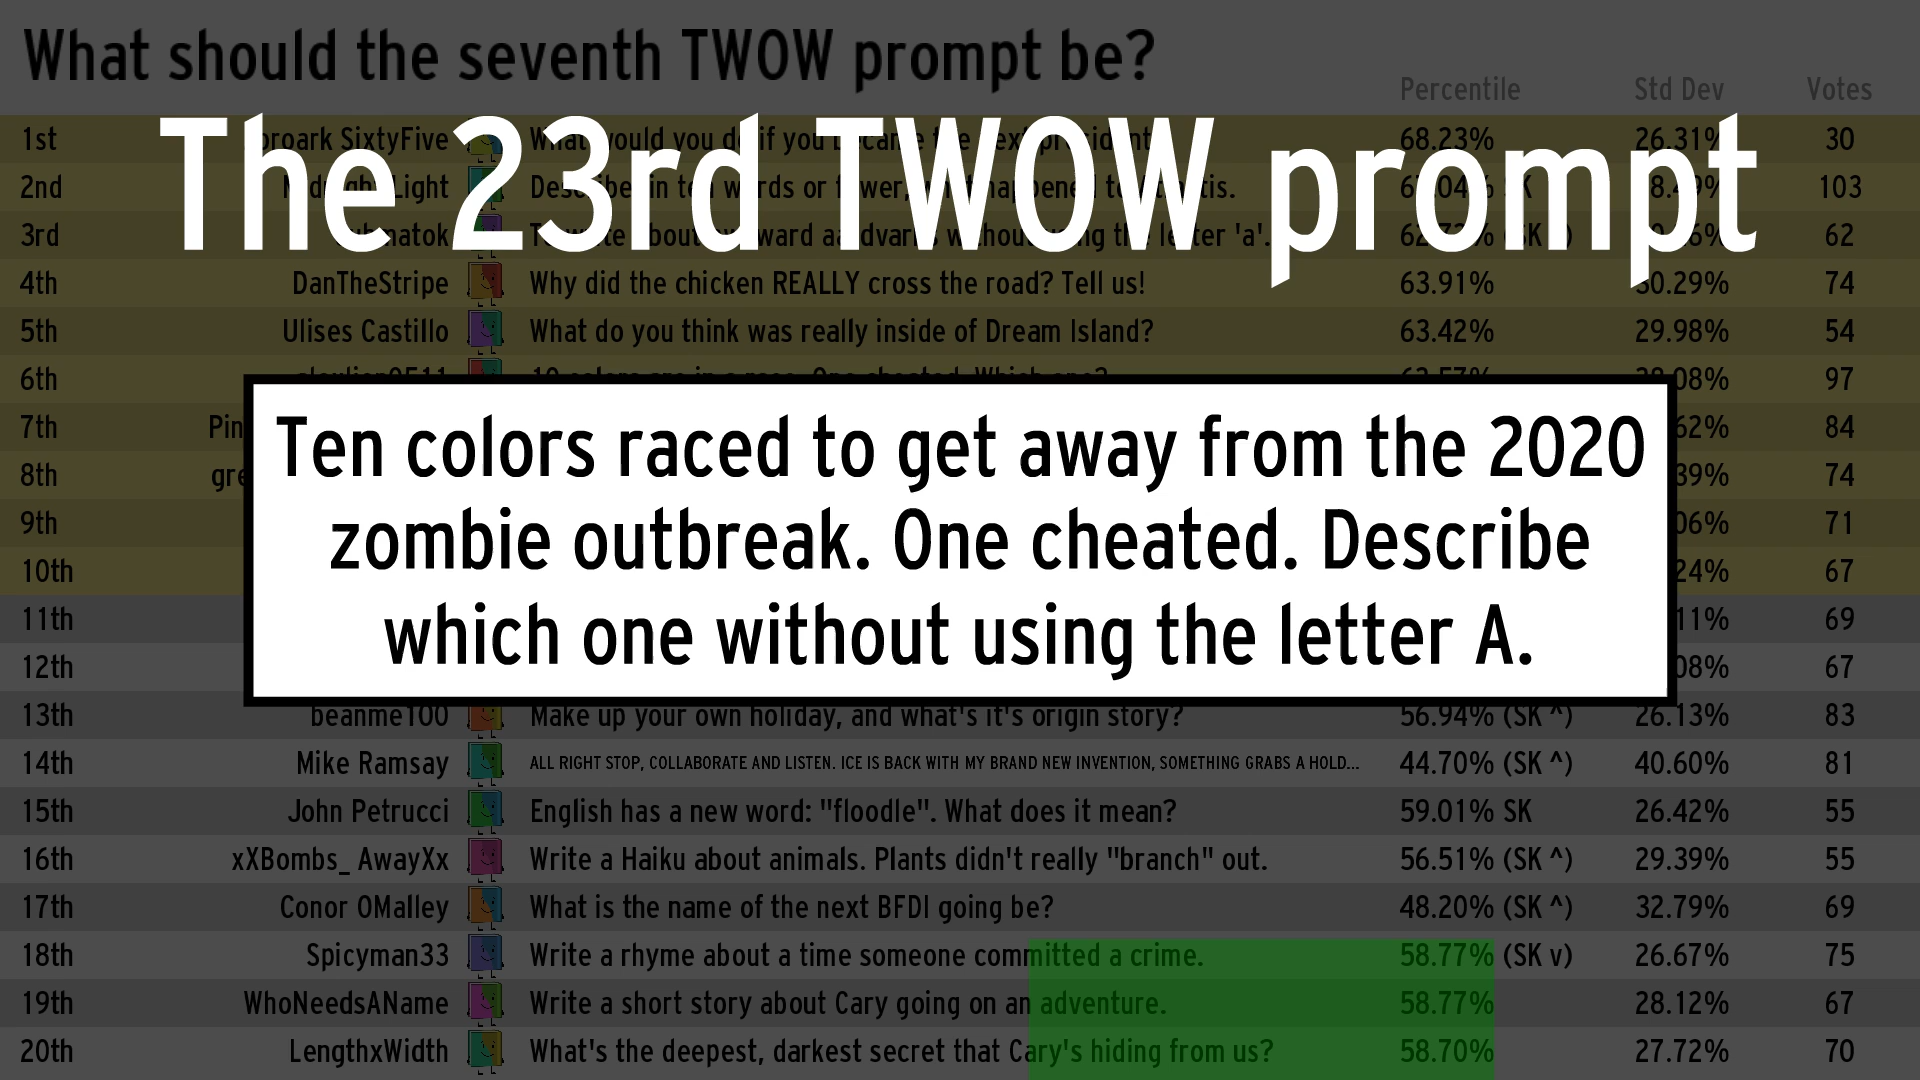 What should the seventh TWOW prompt be?
Percentile Std Dev Votes
The 23rd TWOW prompt
1st SixtyFive 68.23% 26.31% 30
2nd Light 103
3rd 62
4th DanTheStripe Why did the chicken REALLY cross the road? Tell us! 63.91% 30.29% 74
5th Ulises Castillo What do you think was really inside of Dream Island? 63.42% 29.98% 54
6th 97
7th 84
8th 74
9th 71
10th 67
11th 69
12th 67
Ten colors raced to get away from the 2020
zombie outbreak. One cheated. Describe
which one without using the letter A.
13th beanme100 Make up your own holiday, and what's it's origin story? 56.94% (SK ^) 26.13% 83
14th Mike Ramsay ALL RIGHT STOP, COLLABORATE AND LISTEN. ICE IS BACK WITH MY BRAND NEW INVENTION, SOMETHING GRABS A HOLD... 44.70% (SK ^) 40.60% 81
15th John Petrucci English has a new word: "floodle". What does it mean? 59.01% SK 26.42% 55
16th xXBombs_ AwayXx Write a Haiku about animals. Plants didn't really "branch" out. 56.51% (SK ^) 29.39% 55
17th Conor OMalley What is the name of the next BFDI going be? 48.20% (SK ^) 32.79% 69
18th Spicyman33 Write a rhyme about a time someone committed a crime. 58.77% (SK v) 26.67% 75
19th WhoNeedsAName Write a short story about Cary going on an adventure. 58.77% 28.12% 67
20th LengthxWidth What's the deepest, darkest secret that Cary's hiding from us? 58.70% 27.72% 70